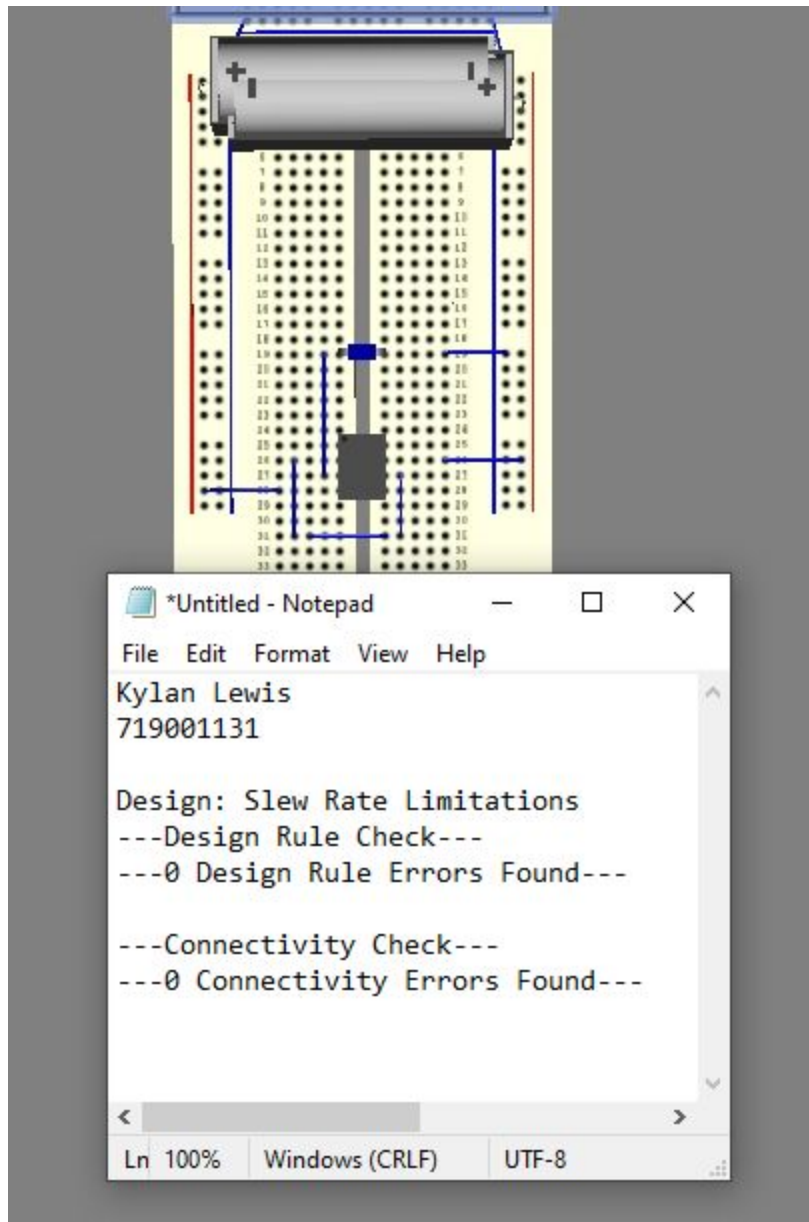 *Untitled - Notepad
File Edit Format View Help
Kylan Lewis
719001131
Design: Slew Rate Limitations
---Design Rule Check---
---0 Design Rule Errors Found---
---Connectivity Check---
---0 Connectivity Errors Found---
Ln 100% Windows (CRLF) UTF-8